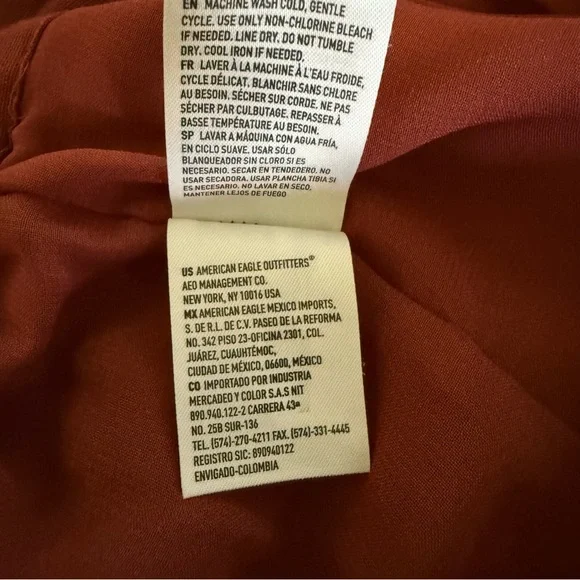 EN MACHINE WASH COLD, GENTLE
CYCLE. USE ONLY NON-CHLORINE BLEACH
IF NEEDED. LINE DRY. DO NOT TUMBLE
DRY. COOL IRON IF NEEDED.
FR LAVER À LA MACHINE À L'EAU FROIDE,
CYCLE DÉLICAT. BLANCHIR SANS CHLORE
AU BESOIN. SÉCHER SUR CORDE. NE PAS
SÉCHER PAR CULBUTAGE. REPASSER À
BASSE TEMPÉRATURE AU BESOIN.
SP LAVAR A MÁQUINA CON AGUA FRÍA,
EN CICLO SUAVE. USAR SÓLO
BLANQUEADOR SIN CLORO SI ES
NECESARIO. SECAR EN TENDEDERO. NO
USAR SECADORA. USAR PLANCHA TIBIA SI
ES NECESARIO. NO LAVAR EN SECO.
MANTENER LEJOS DE FUEGO
US AMERICAN EAGLE OUTFITTERS®
AEO MANAGEMENT CO.
NEW YORK, NY 10016 USA
MX AMERICAN EAGLE MEXICO IMPORTS,
S. DE R.L. DE C.V. PASEO DE LA REFORMA
NO. 342 PISO 23-OFICINA 2301, COL.
JUÁREZ, CUAUHTÉMOC,
CIUDAD DE MÉXICO, 06600, MÉXICO
CO IMPORTADO POR INDUSTRIA
MERCADEO Y COLOR S.A.S NIT
890.940.122-2 CARRERA 43ª
NO. 25B SUR-136
TEL. (574)-270-4211 FAX. (574)-331-4445
REGISTRO SIC: 890940122
ENVIGADO-COLOMBIA